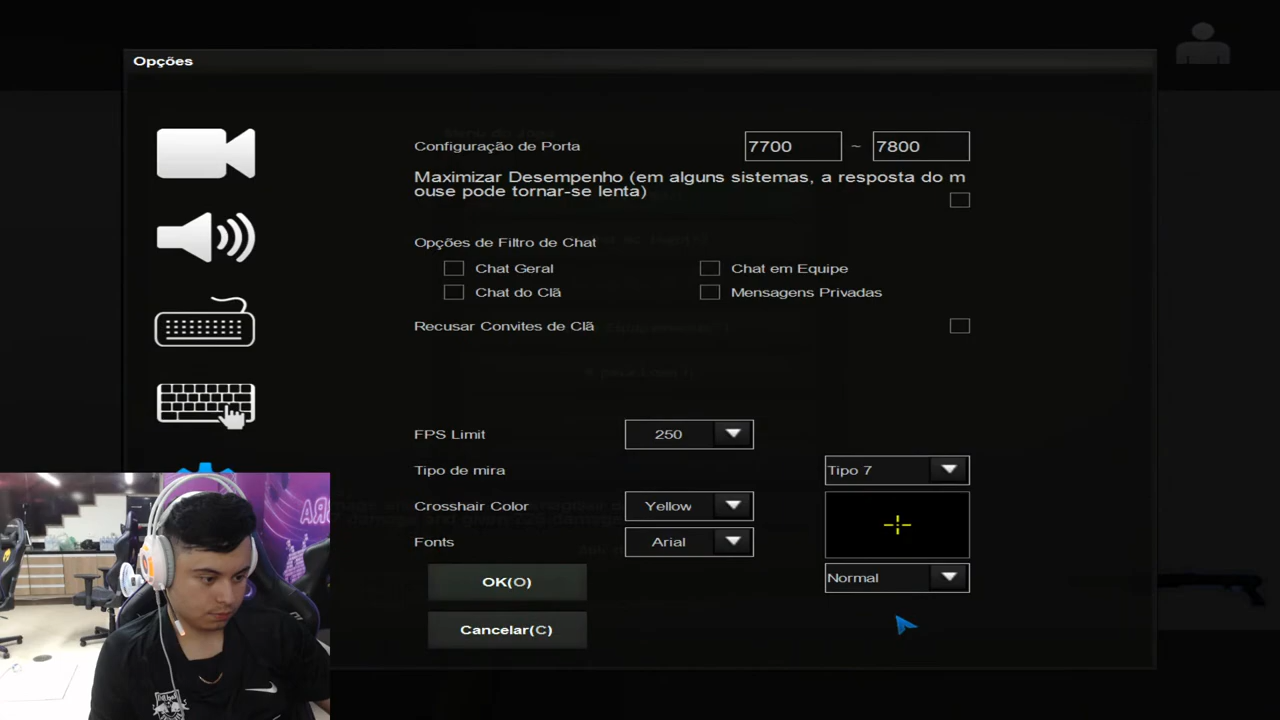 Opções
Configuração de Porta 7700 ~ 7800
Maximizar Desempenho (em alguns sistemas, a resposta do m
ouse pode tornar-se lenta)
Opções de Filtro de Chat
Chat Geral Chat em Equipe
Chat do Clã Mensagens Privadas
Recusar Convites de Clã
FPS Limit 250
Tipo de mira Tipo 7
Crosshair Color Yellow
Fonts Arial
OK(O) Normal
Cancelar(C)